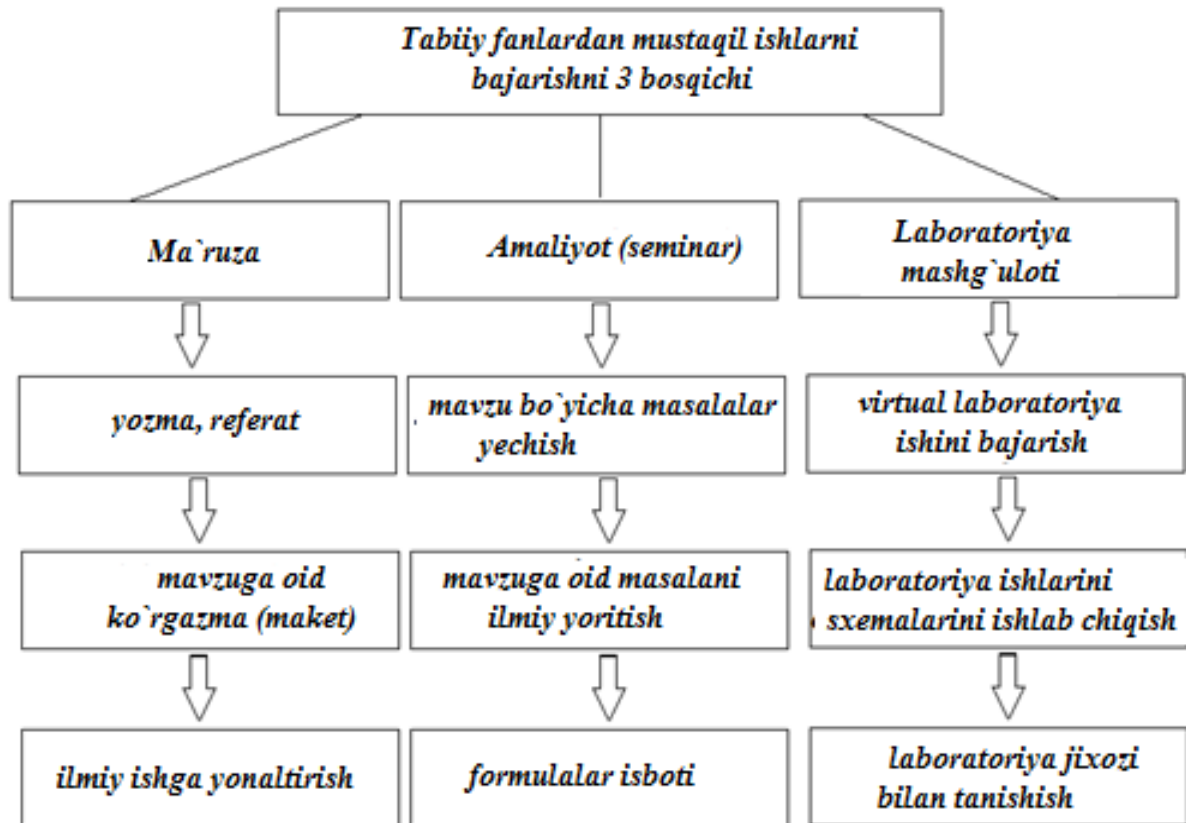 Tabiiy fanlardan mustaqil ishlarni
bajarishni 3 bosqichi
Ma`ruza
Amaliyot (seminar)
Laboratoriya
mashg`uloti
yozma, referat
mavzu bo`yicha masalalar
yechish
virtual laboratoriya
ishini bajarish
mavzuga oid
ko`rgazma (maket)
mavzuga oid masalani
ilmiy yoritish
laboratoriya ishlarini
sxemalarini ishlab chiqish
ilmiy ishga yonaltirish
formulalar isboti
laboratoriya jixozi
bilan tanishish